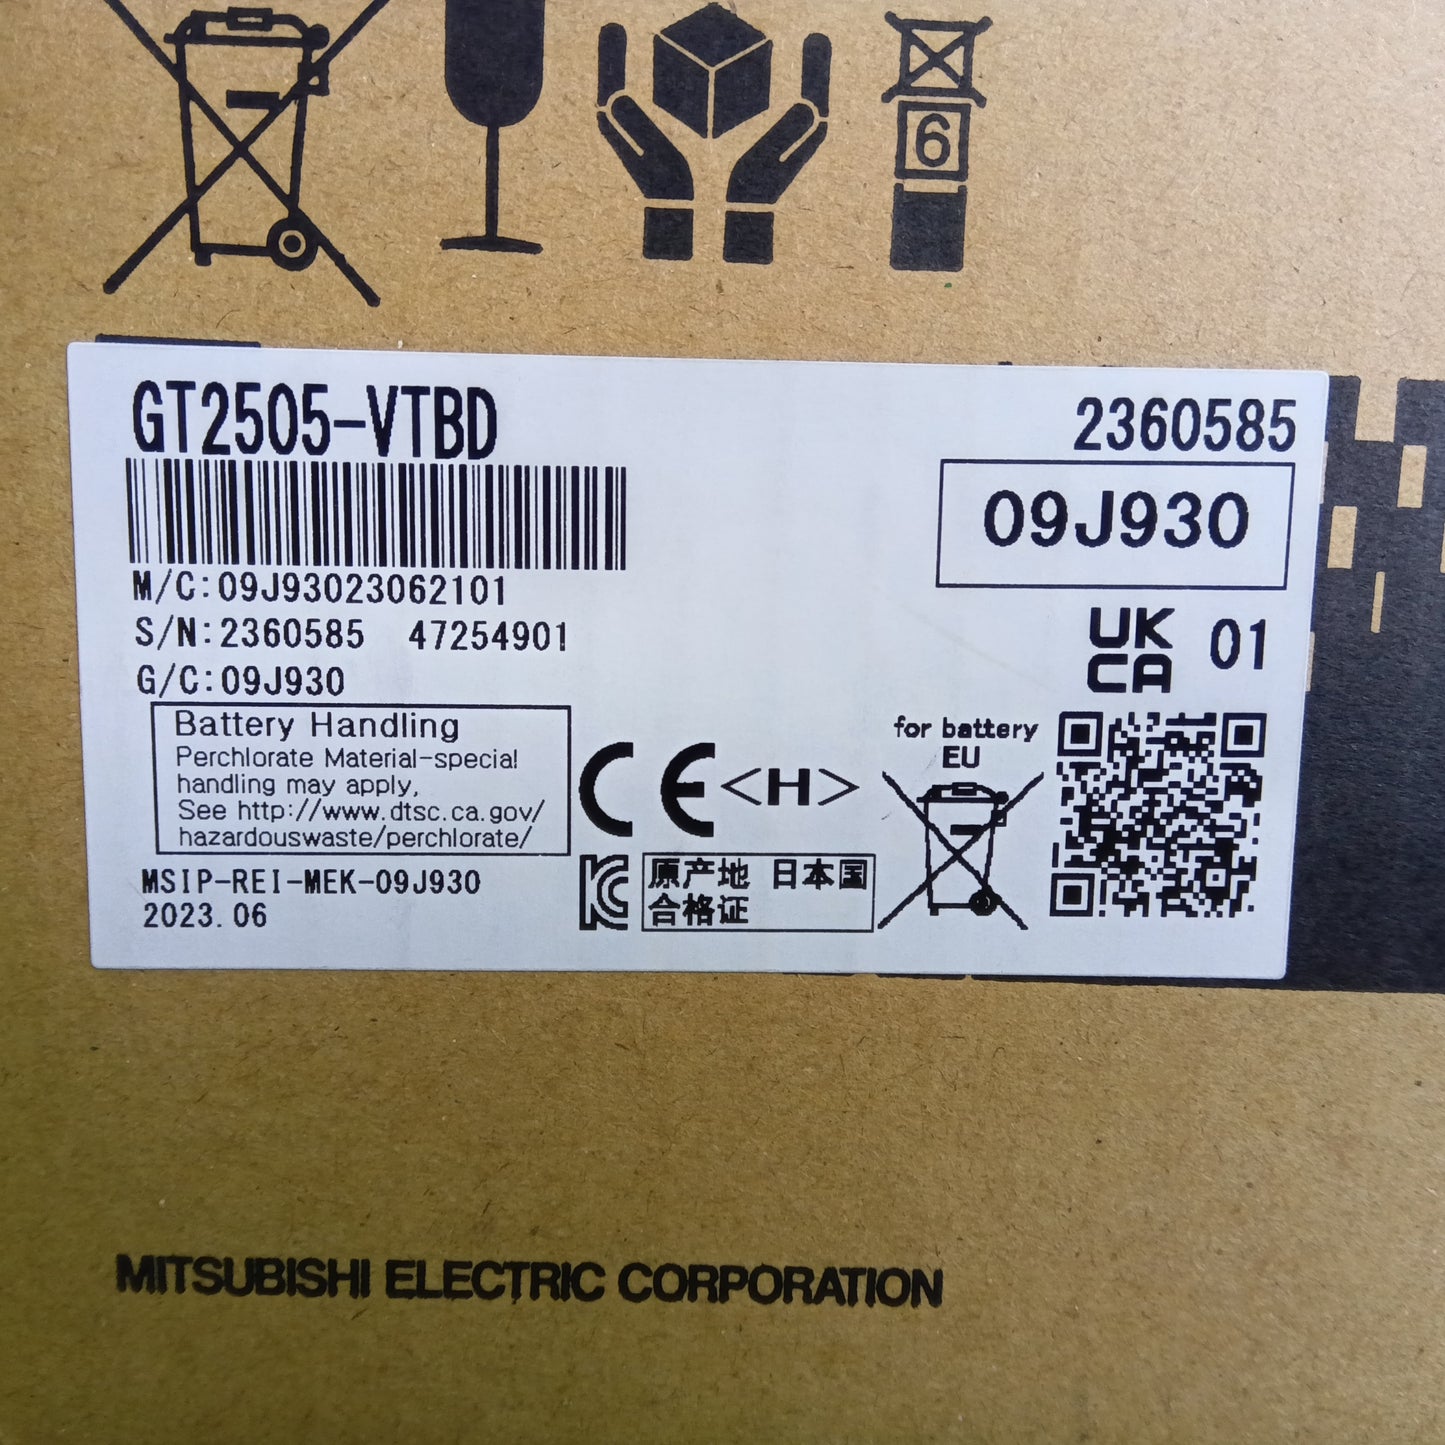 6
GT2505-VTBD
2360585
09J930
M/C:09J93023062101
S/N:2360585 47254901
G/C:09J930
UK
CA
01
Battery Handling
Perchlorate Material-special
handling may apply,
See http://www.dtsc.ca.gov/
hazardouswaste/perchlorate/
CE
<H>
for battery
EU
MSIP-REI-MEK-09J930
2023.06
原产地 日本国
合格证
MITSUBISHI ELECTRIC CORPORATION